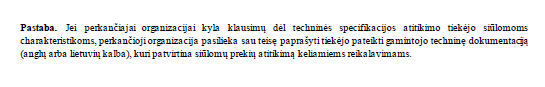 Pastaba. Jei perkančiajai organizacijai kyla klausimų dėl techninės specifikacijos atitikimo tiekėjo siūlomoms
charakteristikoms, perkančioji organizacija pasilieka sau teisę paprašyti tiekėjo pateikti gamintojo techninę dokumentaciją
(anglų arba lietuvių kalba), kuri patvirtina siūlomų prekių atitikimą keliamiems reikalavimams.